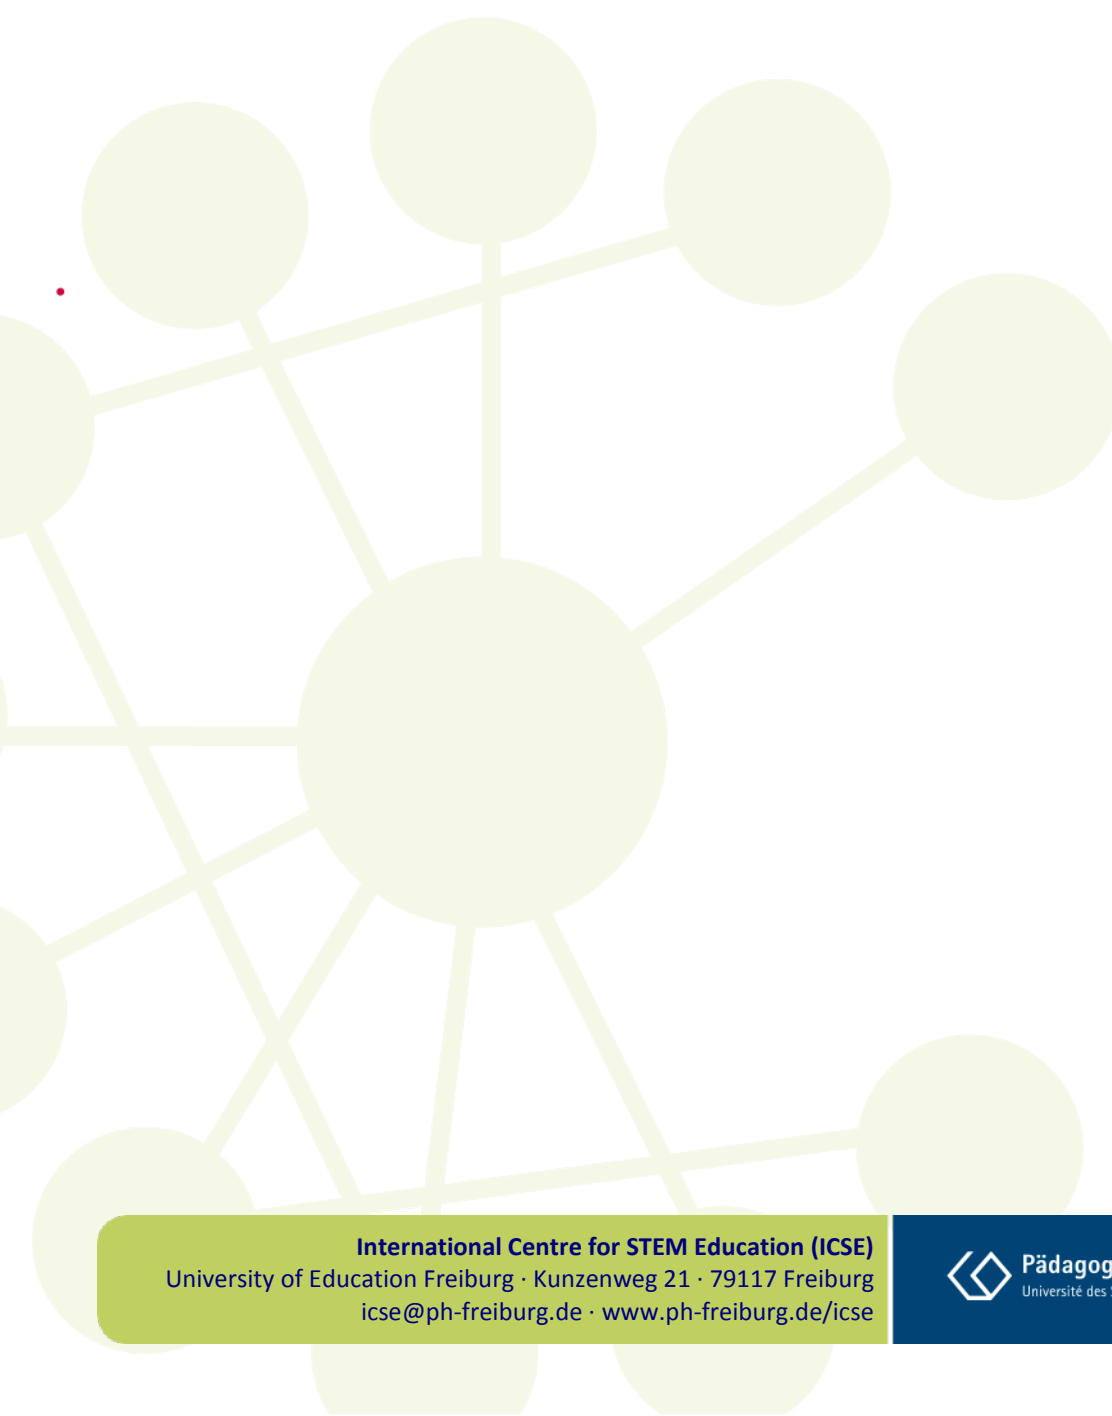 International Centre for STEM Education (ICSE)
University of Education Freiburg · Kunzenweg 21 · 79117 Freiburg
icse@ph-freiburg.de · www.ph-freiburg.de/icse
Pädagog
Université des S